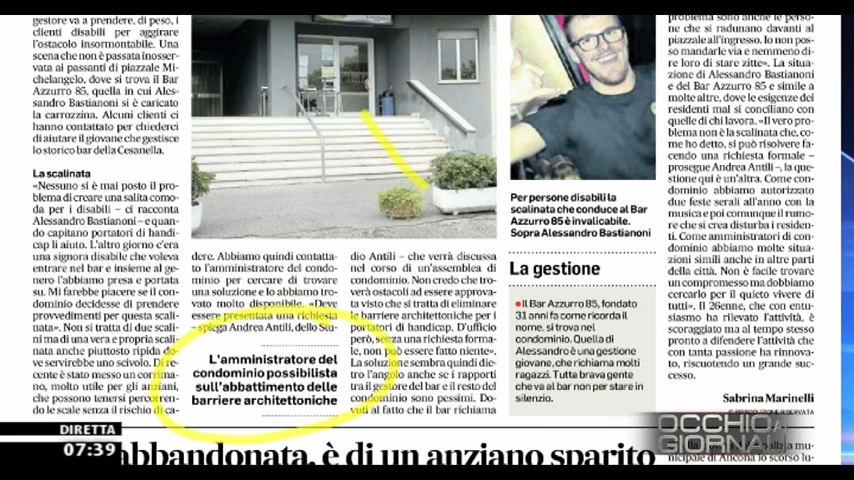 gestore va a prendere, di peso, i
clienti disabili per aggirare
l'ostacolo insormontabile. Una
scena che non è passata inosser-
vata ai passanti di piazzale Mi-
chelangelo, dove si trova il Bar
Azzurro 85, quella in cui Ales-
sandro Bastianoni si è caricato
la carrozzina. Alcuni clienti ci
hanno contattato per chiederci
di aiutare il giovane che gestisce
lo storico bar della Cesanella.
La scalinata
«Nessuno si è mai posto il pro-
blema di creare una salita como-
da per i disabili – ci racconta
Alessandro Bastianoni – e quan-
do capitano portatori di handi-
cap li aiuto. L'altro giorno c'era
una signora disabile che voleva
entrare nel bar e insieme al ge-
nero l'abbiamo presa e portata
su. Mi farebbe piacere se il con-
dominio decidesse di prendere
provvedimenti per questa scali-
nata». Non si tratta di due scali-
ni ma di una vera e propria scali-
nata anche piuttosto ripida do-
ve servirebbe uno scivolo. Di re-
cente è stato messo un corrima-
no, molto utile per gli anziani,
che possono tenersi percorren-
do le scale senza il rischio di ca-
dere. Abbiamo quindi contatta-
to l'amministratore del condo-
minio per cercare di trovare
una soluzione e lo abbiamo tro-
vato molto disponibile. «Deve
essere presentata una richiesta
– spiega Andrea Antili, dello Stu-
L'amministratore del
condominio possibilista
sull'abbattimento delle
barriere architettoniche
dio Antili – che verrà discussa
nel corso di un'assemblea di
condominio. Non credo che tro-
verà ostacoli ad essere approva-
ta visto che si tratta di eliminare
le barriere architettoniche per i
portatori di handicap. D'ufficio
però, senza una richiesta forma-
le, non può essere fatto niente».
La soluzione sembra quindi die-
tro l'angolo anche se i rapporti
tra il gestore del bar e il resto del
condominio sono pessimi. Do-
vuti al fatto che il bar richiama
Per persone disabili la
scalinata che conduce al Bar
Azzurro 85 è invalicabile.
Sopra Alessandro Bastianoni
La gestione
● Il Bar Azzurro 85, fondato
31 anni fa come ricorda il
nome, si trova nel
condominio. Quella di
Alessandro è una gestione
giovane, che richiama molti
ragazzi. Tutta brava gente
che va al bar non per stare in
silenzio.
problema sono anche le perso-
ne che si radunano davanti al
piazzale all'ingresso. Io non pos-
so mandarle via e nemmeno di-
re loro di stare zitte». La situa-
zione di Alessandro Bastianoni
e del Bar Azzurro 85 e simile a
molte altre, dove le esigenze dei
residenti mal si conciliano con
quelle di chi lavora. «Il vero pro-
blema non è la scalinata che, co-
me ho detto, si può risolvere fa-
cendo una richiesta formale –
prosegue Andrea Antili–, la que-
stione qui è un'altra. Come con-
dominio abbiamo autorizzato
due feste serali all'anno con la
musica e poi comunque il rumo-
re che si crea disturba i residen-
ti. Come amministratori di con-
dominio abbiamo molte situa-
zioni simili anche in altre parti
della città. Non è facile trovare
un compromesso ma dobbiamo
cercarlo per il quieto vivere di
tutti». Il 26enne, che con entu-
siasmo ha rilevato l'attività, è
scoraggiato ma al tempo stesso
pronto a difendere l'attività che
con tanta passione ha rinnova-
to, riscuotendo un grande suc-
cesso.
Sabrina Marinelli
© RIPRODUZIONE RISERVATA
DIRETTA
07:39
abbandonata, è di un anziano sparito
OCCHIO AI
GIORNALI
nicipale di Ancona lo scorso lu-